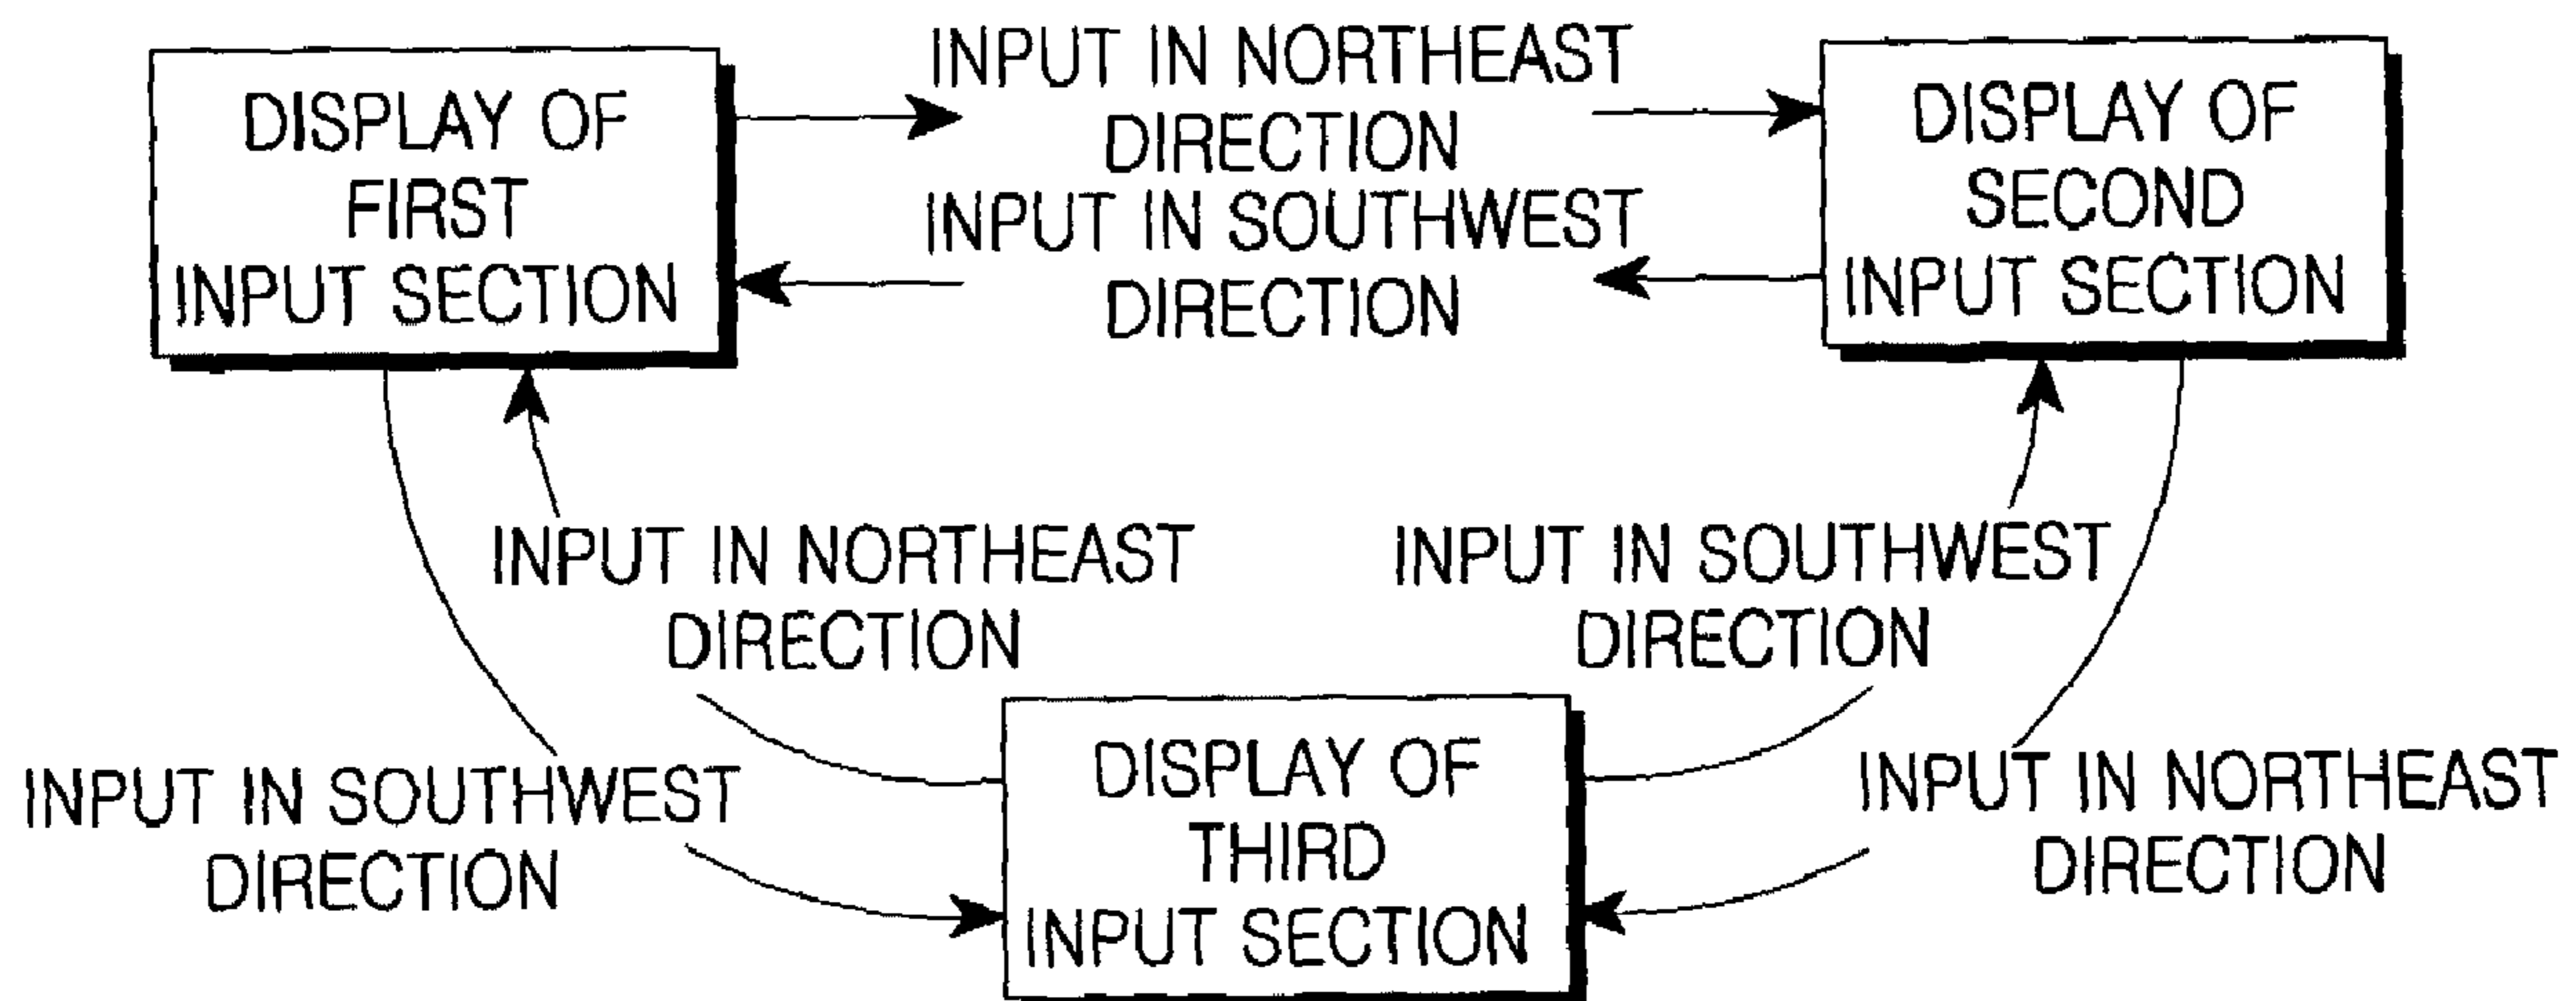 DISPLAY OF
FIRST
INPUT SECTION
INPUT IN NORTHEAST
DIRECTION
INPUT IN SOUTHWEST
DIRECTION
DISPLAY OF
SECOND
INPUT SECTION
INPUT IN NORTHEAST
DIRECTION
INPUT IN SOUTHWEST
DIRECTION
INPUT IN SOUTHWEST
DIRECTION
DISPLAY OF
THIRD
INPUT SECTION
INPUT IN NORTHEAST
DIRECTION